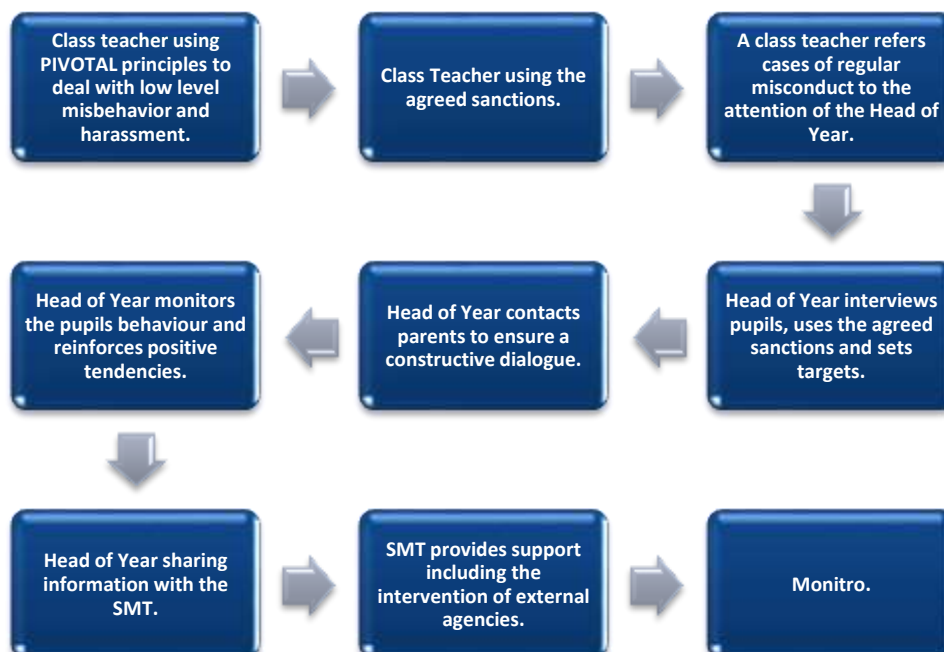 Class teacher using
PIVOTAL principles to
deal with low level
misbehavior and
harassment.
Class Teacher using the
agreed sanctions.
A class teacher refers
cases of regular
misconduct to the
attention of the Head of
Year.
Head of Year interviews
pupils, uses the agreed
sanctions and sets
targets.
Head of Year contacts
parents to ensure a
constructive dialogue.
Head of Year monitors
the pupils behaviour and
reinforces positive
tendencies.
Head of Year sharing
information with the
SMT.
SMT provides support
including the
intervention of external
agencies.
Monitro.